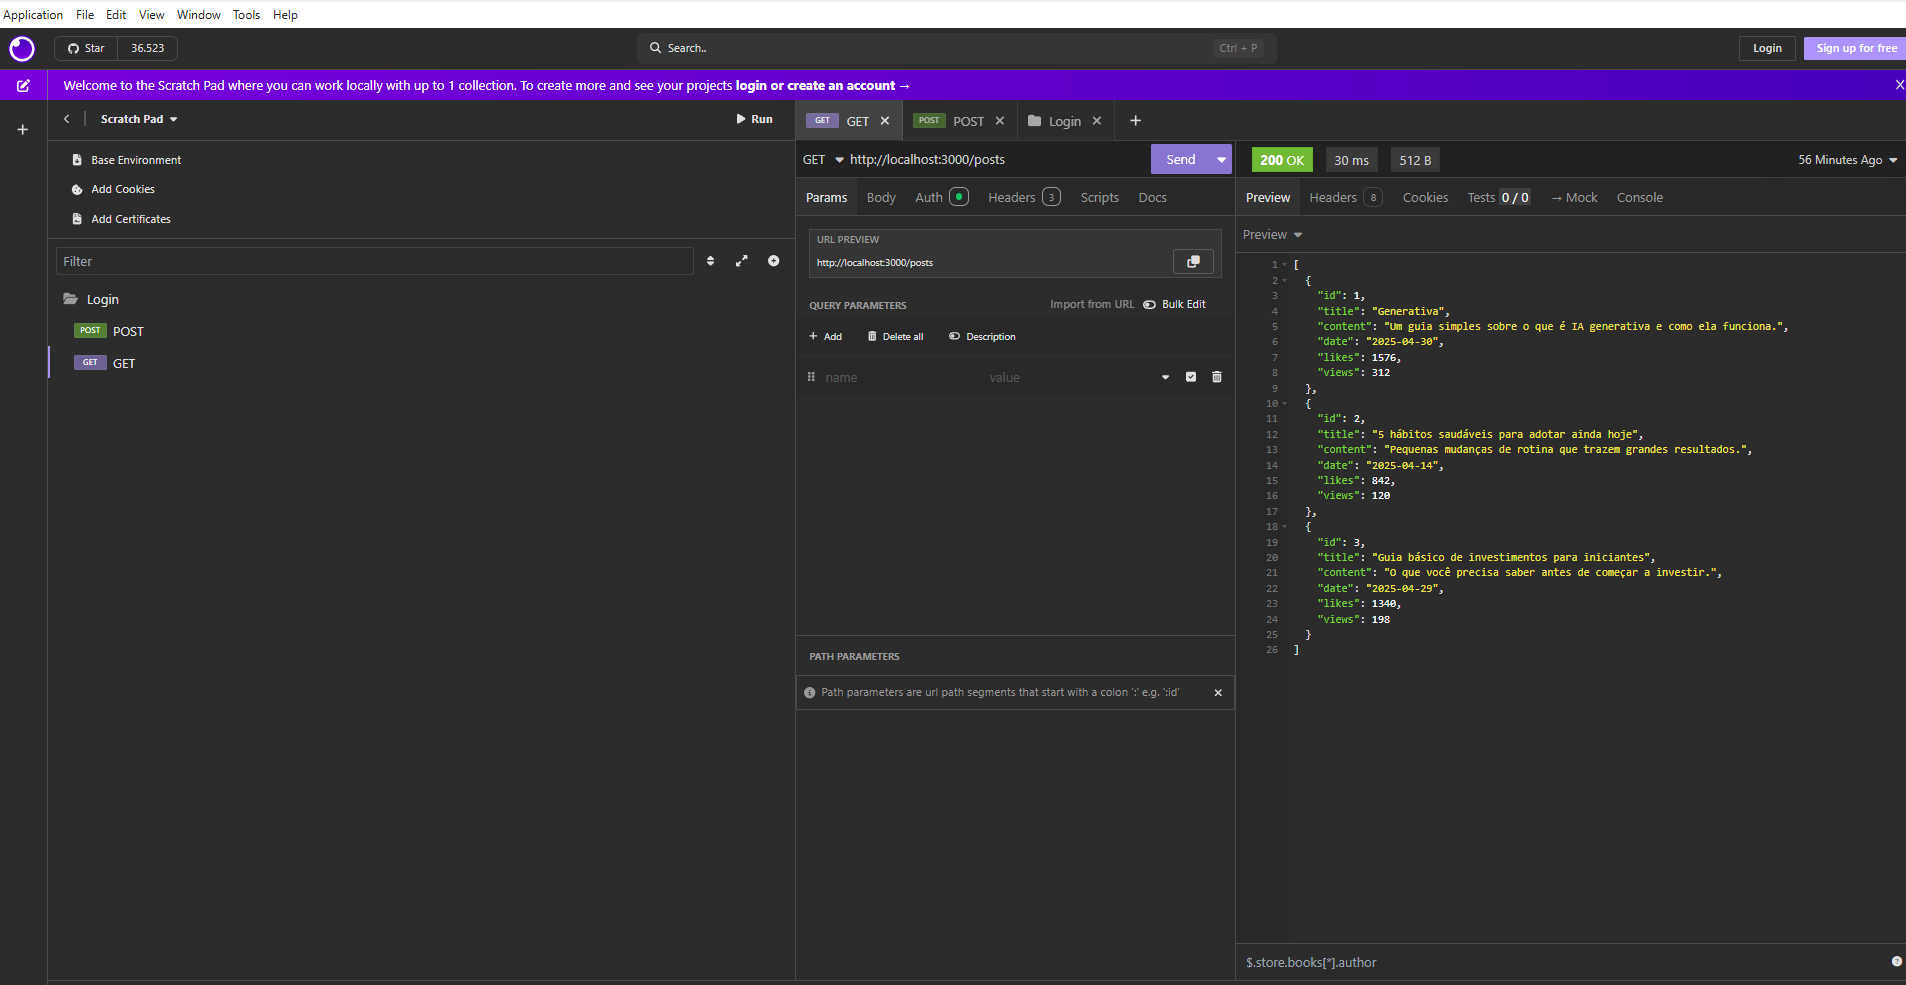 Application File Edit View Window Tools Help
Star 36.523 Search.. Ctrl + P Login Sign up for free
Welcome to the Scratch Pad where you can work locally with up to 1 collection. To create more and see your projects login or create an account →
Scratch Pad Run
Base Environment
Add Cookies
Add Certificates
Filter
Login
POST POST
GET GET
GET GET POST POST Login
GET http://localhost:3000/posts Send
Params Body Auth Headers 3 Scripts Docs
URL PREVIEW
http://localhost:3000/posts
QUERY PARAMETERS Import from URL Bulk Edit
Add Delete all Description
name value
PATH PARAMETERS
Path parameters are url path segments that start with a colon ':' e.g. ':id'
200 OK 30 ms 512 B 56 Minutes Ago
Preview Headers 8 Cookies Tests 0 / 0 → Mock Console
Preview
1 [
2 {
3 "id": 1,
4 "title": "Generativa",
5 "content": "Um guia simples sobre o que é IA generativa e como ela funciona.",
6 "date": "2025-04-30",
7 "likes": 1576,
8 "views": 312
9 },
10 {
11 "id": 2,
12 "title": "5 hábitos saudáveis para adotar ainda hoje",
13 "content": "Pequenas mudanças de rotina que trazem grandes resultados.",
14 "date": "2025-04-14",
15 "likes": 842,
16 "views": 120
17 },
18 {
19 "id": 3,
20 "title": "Guia básico de investimentos para iniciantes",
21 "content": "O que você precisa saber antes de começar a investir.",
22 "date": "2025-04-29",
23 "likes": 1340,
24 "views": 198
25 }
26 ]
$.store.books[*].author